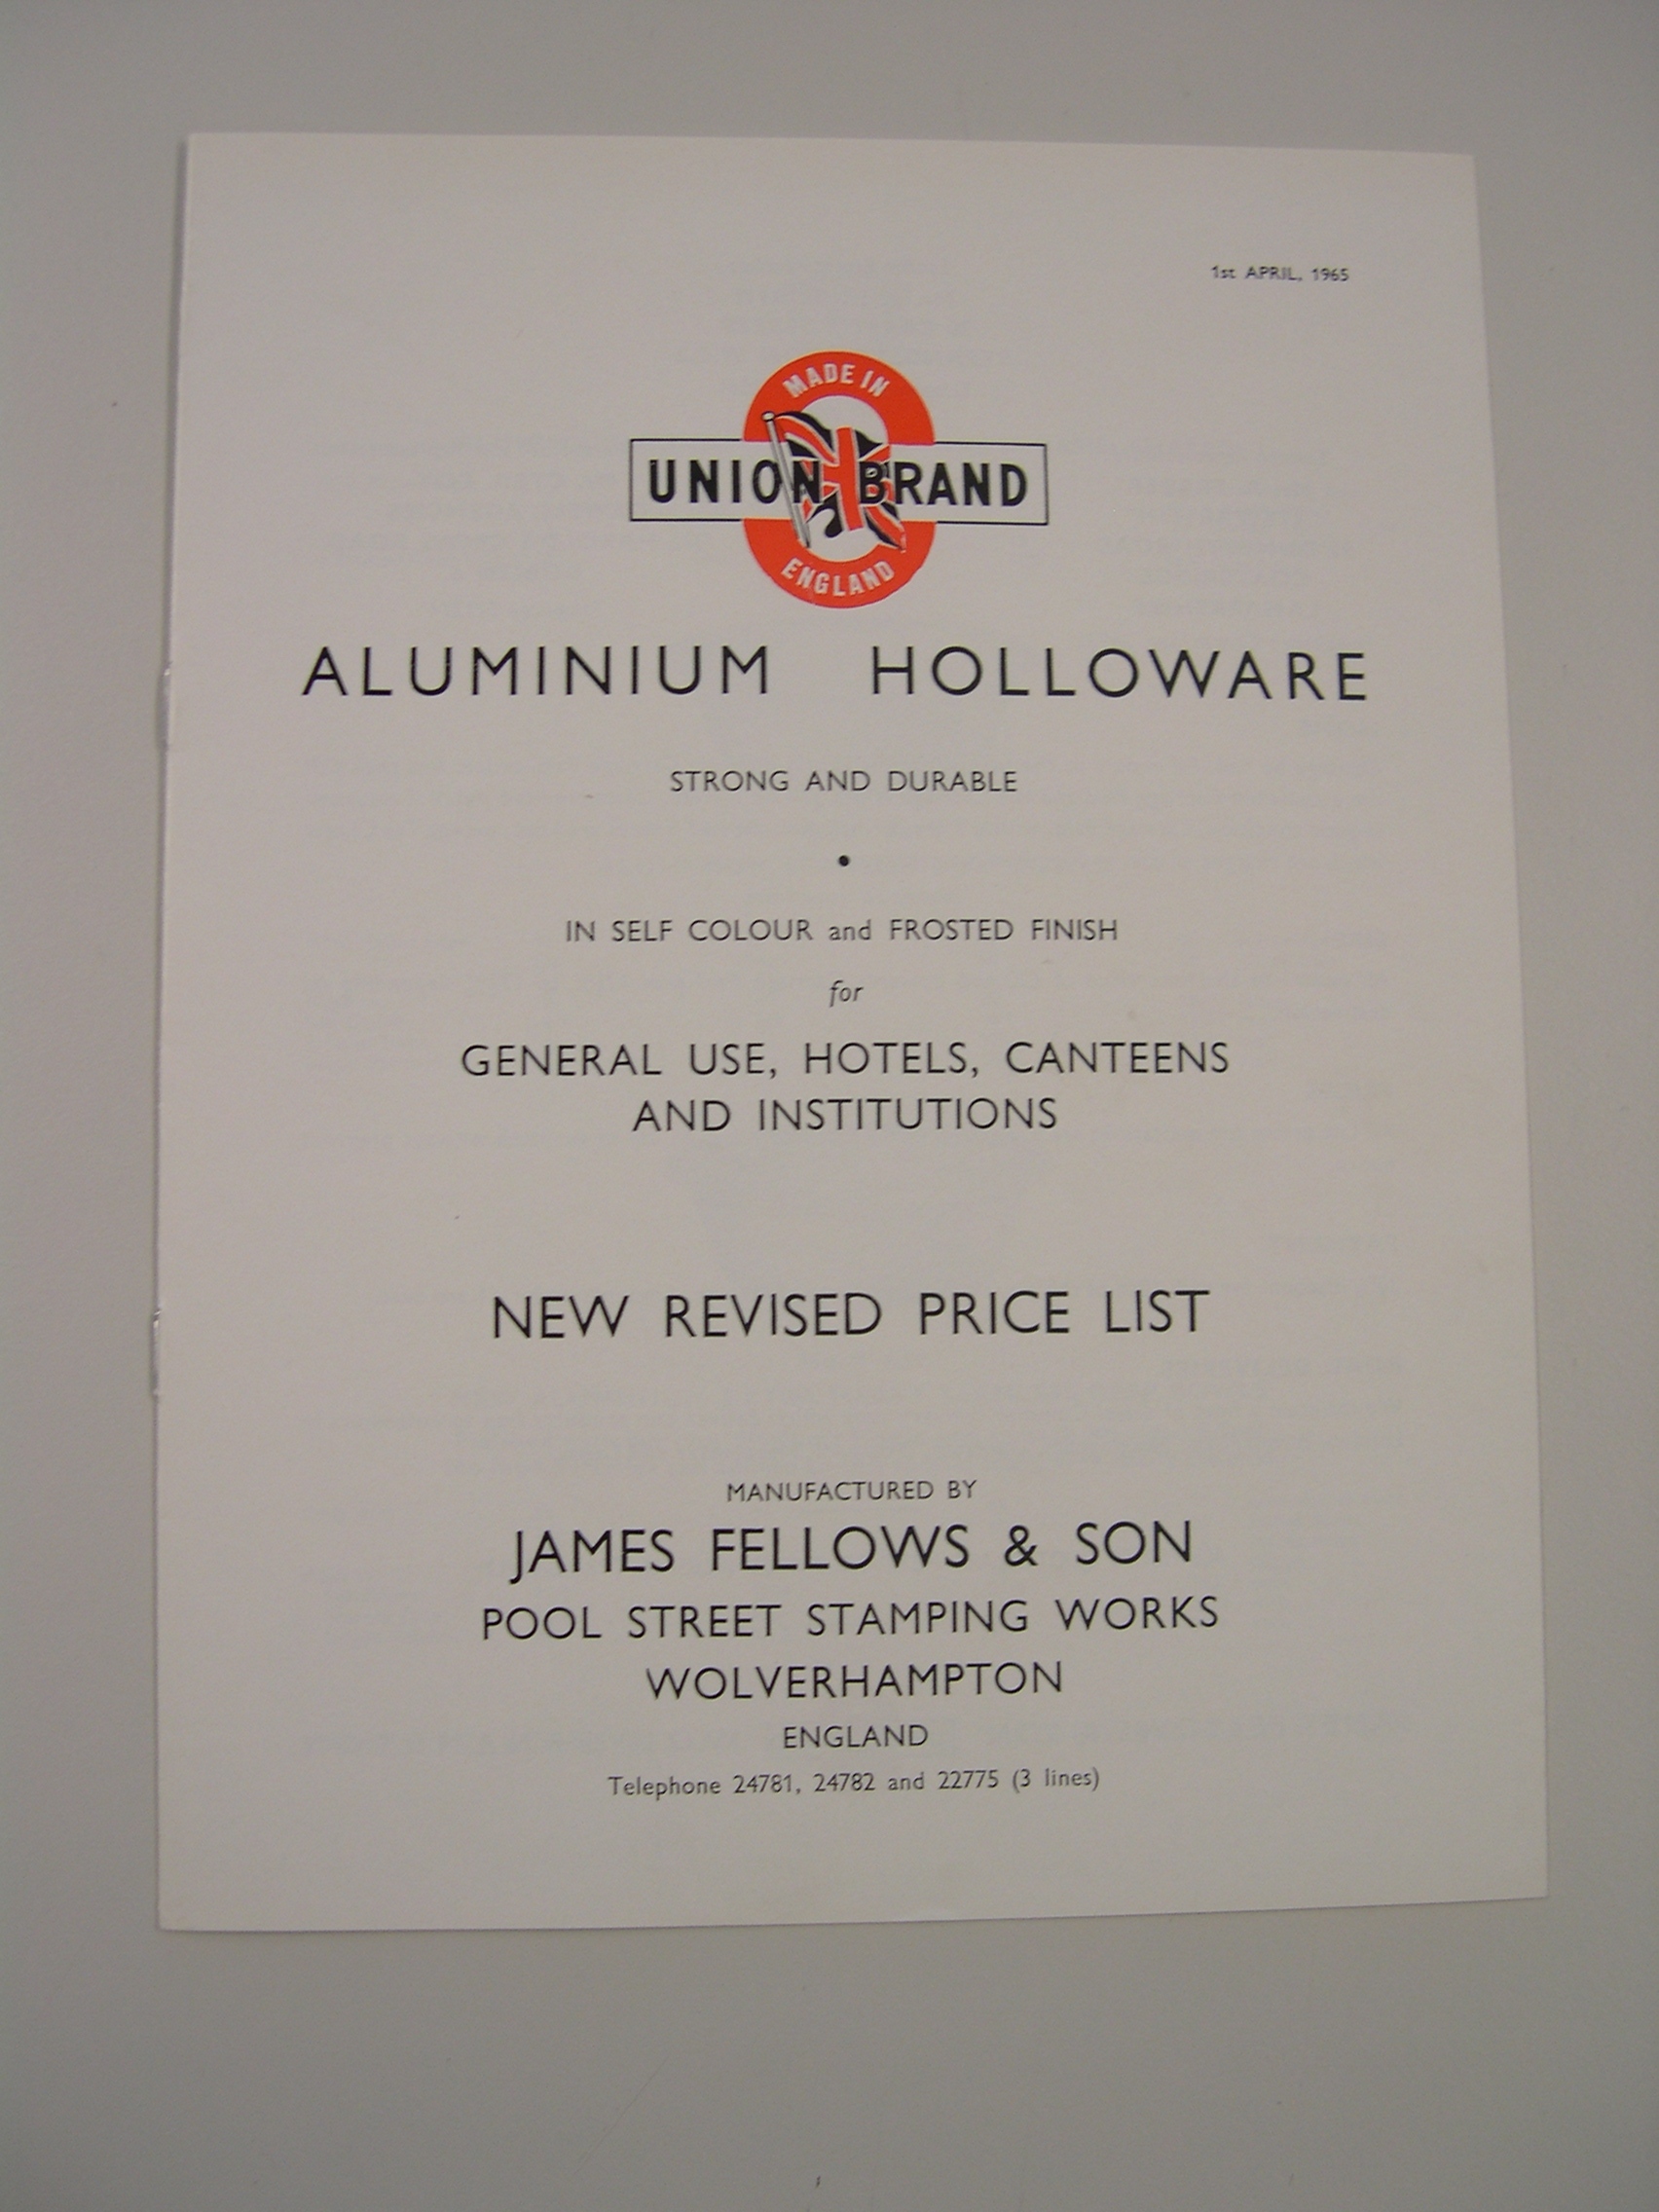 1st APRIL, 1965
MADE IN
UNION BRAND
ENGLAND
ALUMINIUM HOLLOWARE
STRONG AND DURABLE
•
IN SELF COLOUR and FROSTED FINISH
for
GENERAL USE, HOTELS, CANTEENS
AND INSTITUTIONS
NEW REVISED PRICE LIST
MANUFACTURED BY
JAMES FELLOWS & SON
POOL STREET STAMPING WORKS
WOLVERHAMPTON
ENGLAND
Telephone 24781, 24782 and 22775 (3 lines)